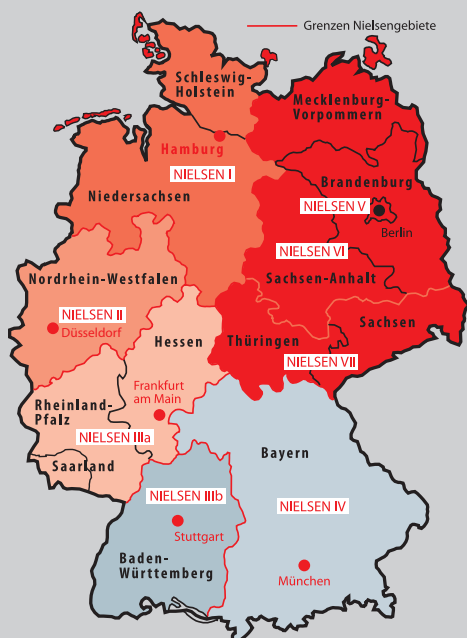 Grenzen Nielsengebiete
Schleswig-
Holstein
Mecklenburg-
Vorpommern
Hamburg
NIELSEN I
Niedersachsen
Brandenburg
NIELSEN V
Berlin
NIELSEN VI
Sachsen-Anhalt
Nordrhein-Westfalen
NIELSEN II
Düsseldorf
Hessen
Thüringen
Sachsen
NIELSEN VII
Frankfurt
am Main
Rheinland-
Pfalz
NIELSEN IIIa
Saarland
Bayern
NIELSEN IIIb
NIELSEN IV
Stuttgart
Baden-
Württemberg
München